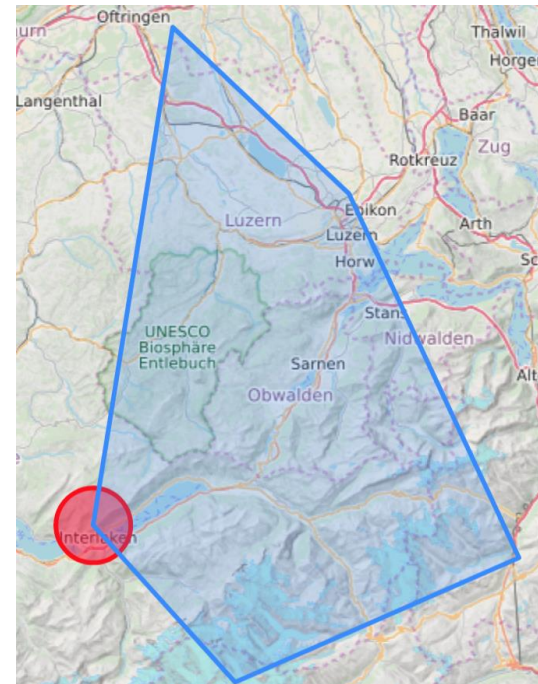 Oftringen
Thalwil
Langenthal
Baar
Zug
Rotkreuz
Luzern
Ebikon
Luzern
Arth
Horw
Stans
UNESCO
Biosphäre
Entlebuch
Nidwalden
Sarnen
Obwalden
Interlaken